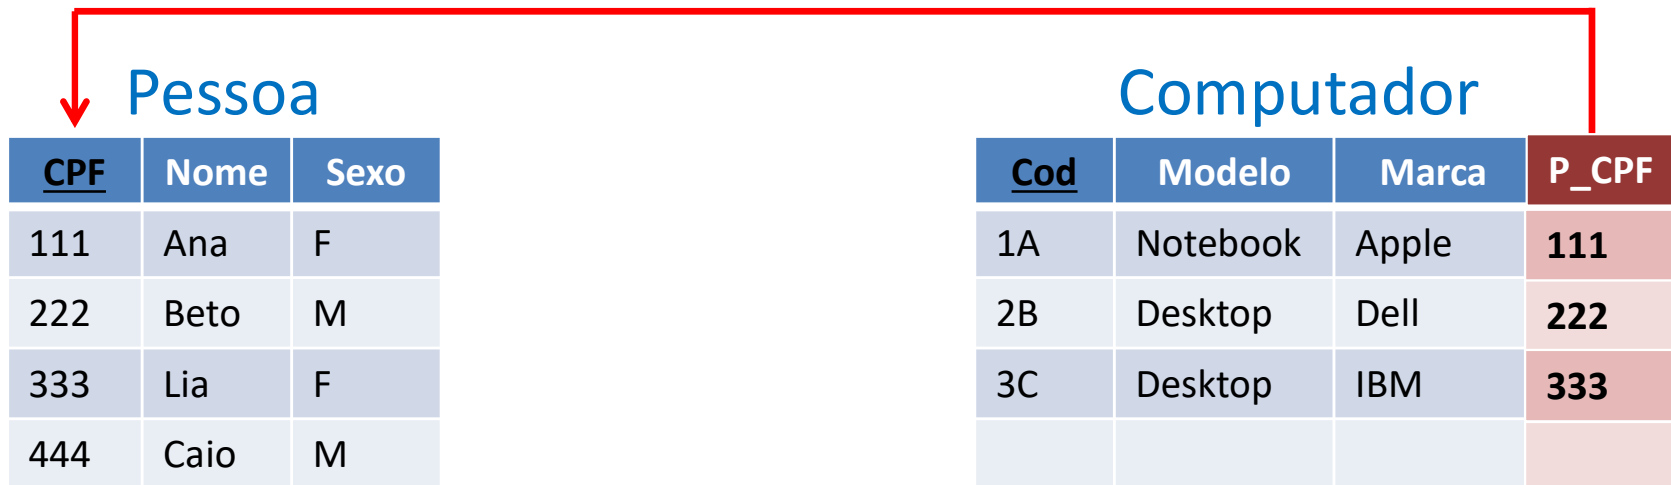 Pessoa
CPF Nome Sexo
111 Ana F
222 Beto M
333 Lia F
444 Caio M
Computador
Cod Modelo Marca P_CPF
1A Notebook Apple 111
2B Desktop Dell 222
3C Desktop IBM 333